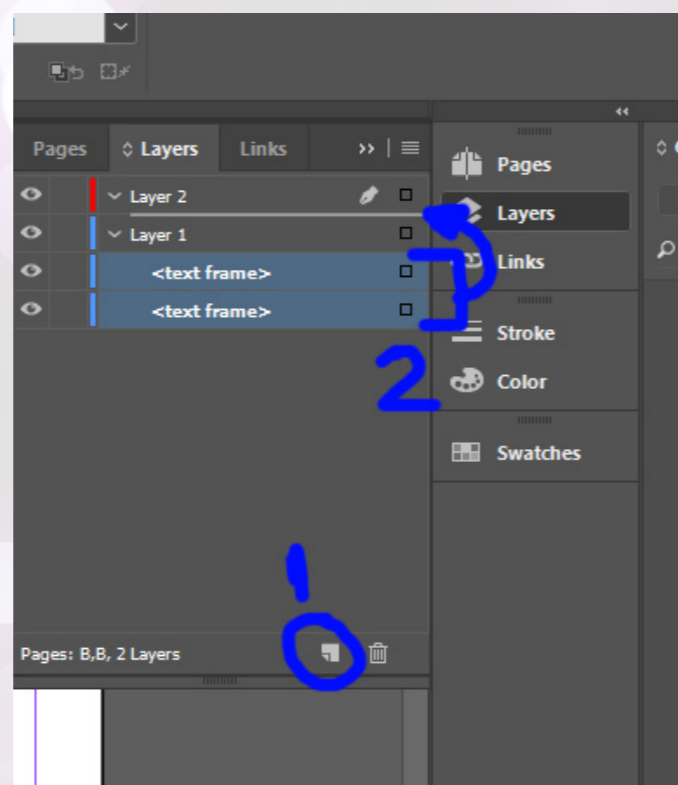 Pages Layers Links
Layer 2
Layer 1
<text frame>
<text frame>
Pages: B,B, 2 Layers
Pages
Layers
Links
Stroke
Color
Swatches
2
1